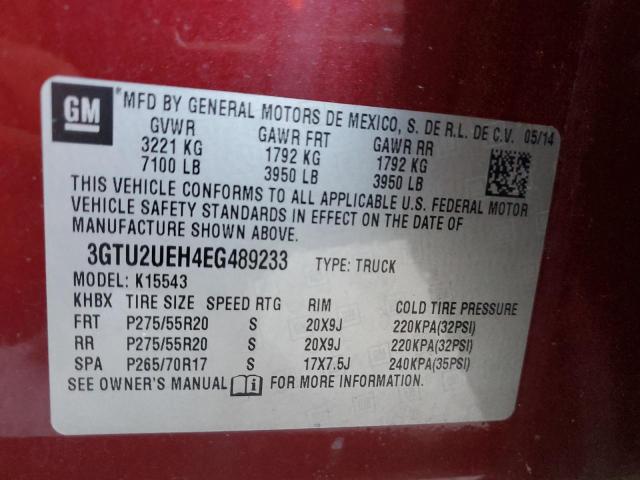 GM
MFD BY GENERAL MOTORS DE MEXICO, S. DE R.L. DE C.V. 05/14
GVWR GAWR FRT GAWR RR
3221 KG 1792 KG 1792 KG
7100 LB 3950 LB 3950 LB
THIS VEHICLE CONFORMS TO ALL APPLICABLE U.S. FEDERAL MOTOR
VEHICLE SAFETY STANDARDS IN EFFECT ON THE DATE OF
MANUFACTURE SHOWN ABOVE.
3GTU2UEH4EG489233 TYPE: TRUCK
MODEL: K15543
KHBX TIRE SIZE SPEED RTG RIM COLD TIRE PRESSURE
FRT P275/55R20 S 20X9J 220KPA(32PSI)
RR P275/55R20 S 20X9J 220KPA(32PSI)
SPA P265/70R17 S 17X7.5J 240KPA(35PSI)
SEE OWNER'S MANUAL i FOR MORE INFORMATION.